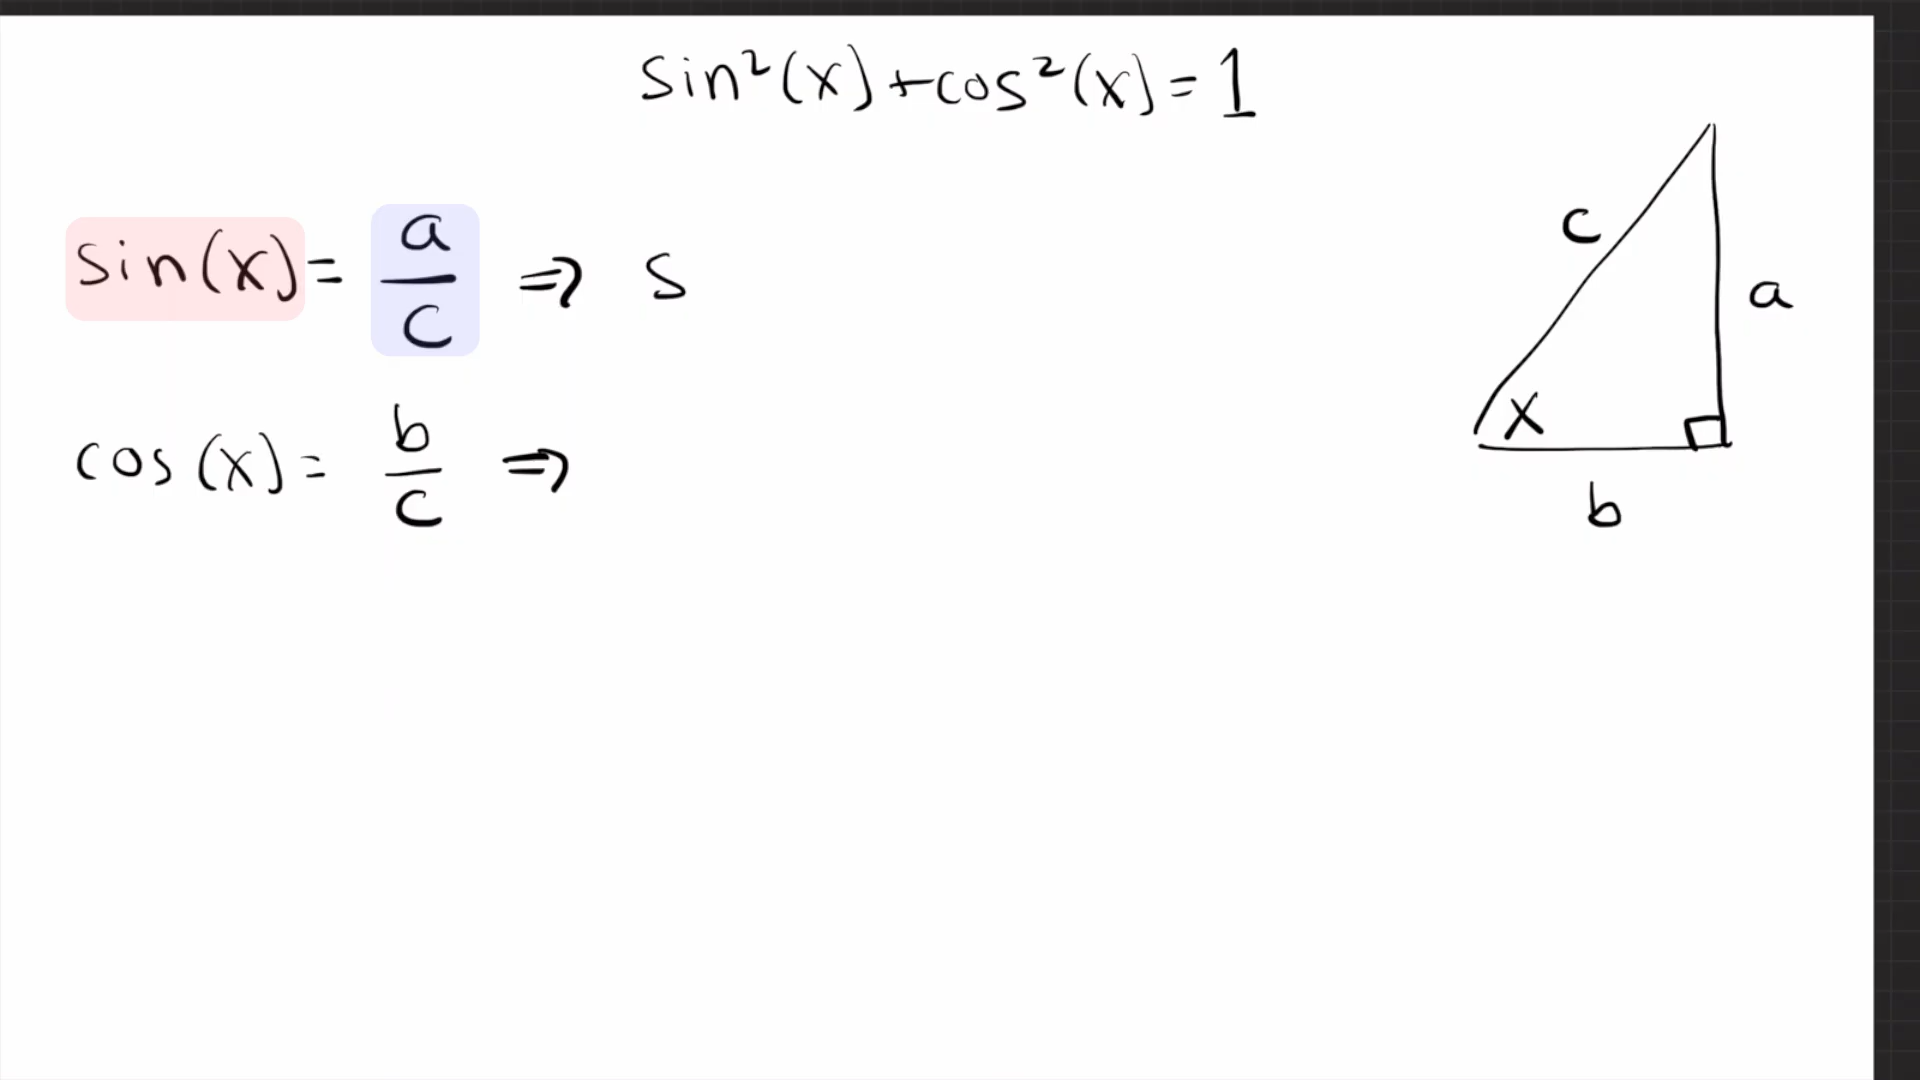 sin²(x)+cos²(x)=1
sin(x)= a/c ⇒ s
cos(x)= b/c ⇒
c
a
x
b